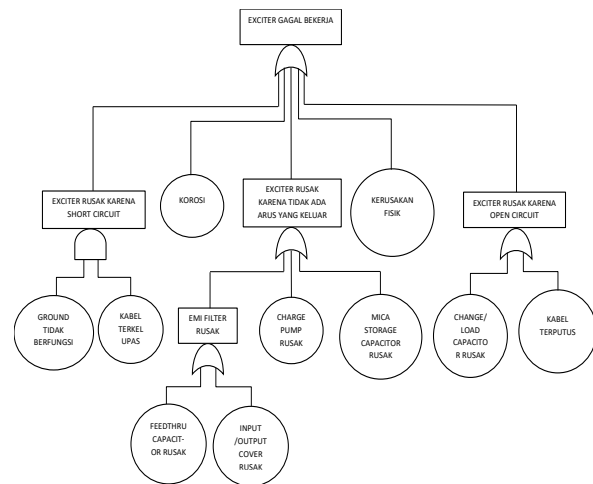 EXCITER GAGAL BEKERJA
EXCITER RUSAK KARENA
SHORT CIRCUIT
KOROSI
EXCITER RUSAK
KARENA TIDAK ADA
ARUS YANG KELUAR
KERUSAKAN
FISIK
EXCITER RUSAK KARENA
OPEN CIRCUIT
GROUND
TIDAK
BERFUNGSI
KABEL
TERKEL
UPAS
EMI FILTER
RUSAK
CHARGE
PUMP
RUSAK
MICA
STORAGE
CAPACITOR
RUSAK
CHANGE/
LOAD
CAPACITO
R RUSAK
KABEL
TERPUTUS
FEEDTHRU
CAPACIT-
OR RUSAK
INPUT
/OUTPUT
COVER
RUSAK